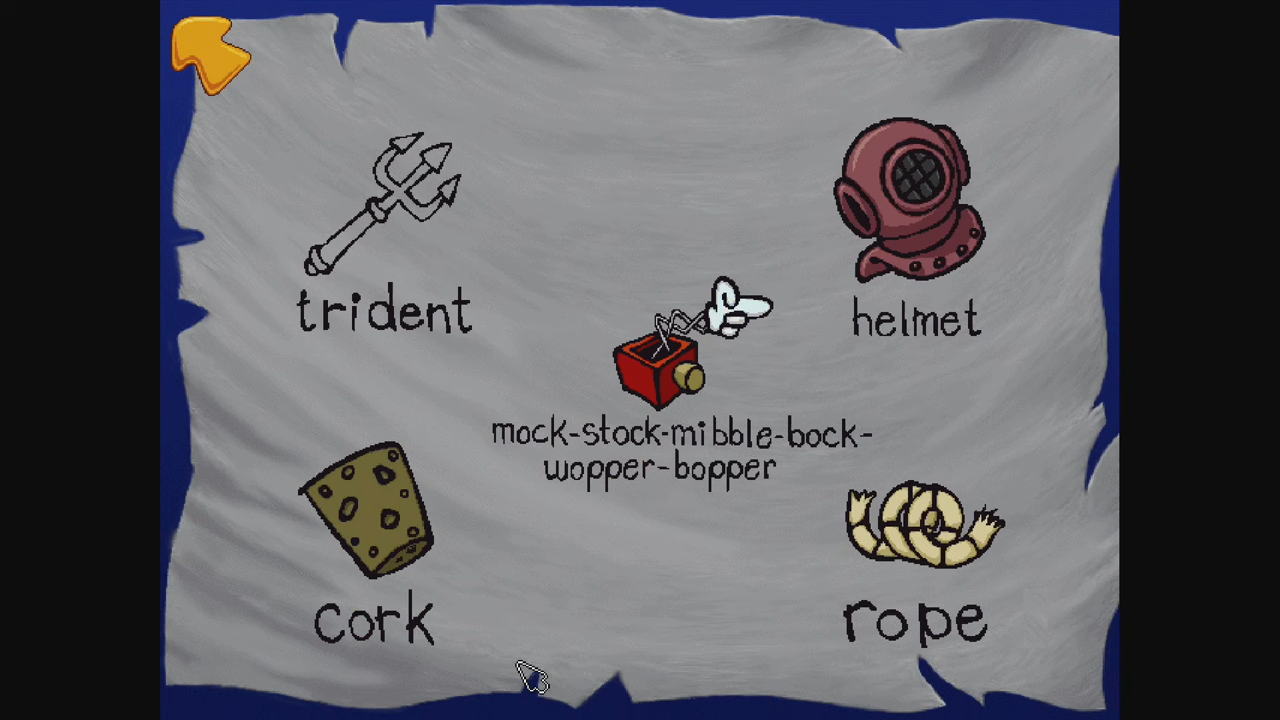 trident
helmet
mock-stock-mibble-bock-
wopper-bopper
cork
rope